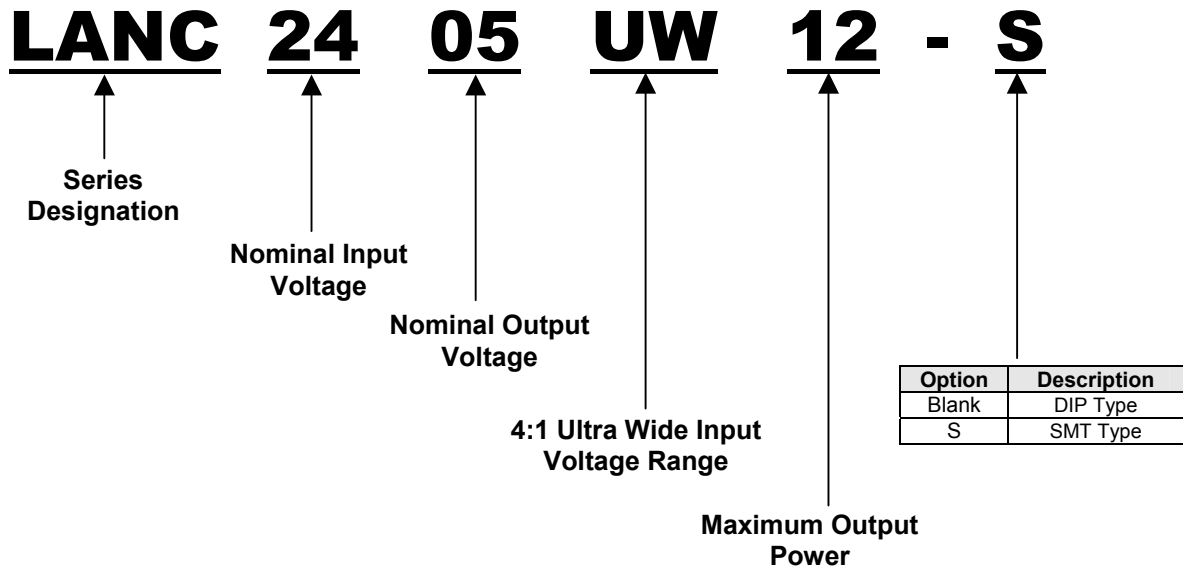 LANC 24 05 UW 12 - S
Series
Designation
Nominal Input
Voltage
Nominal Output
Voltage
4:1 Ultra Wide Input
Voltage Range
Maximum Output
Power
Option Description
Blank DIP Type
S SMT Type